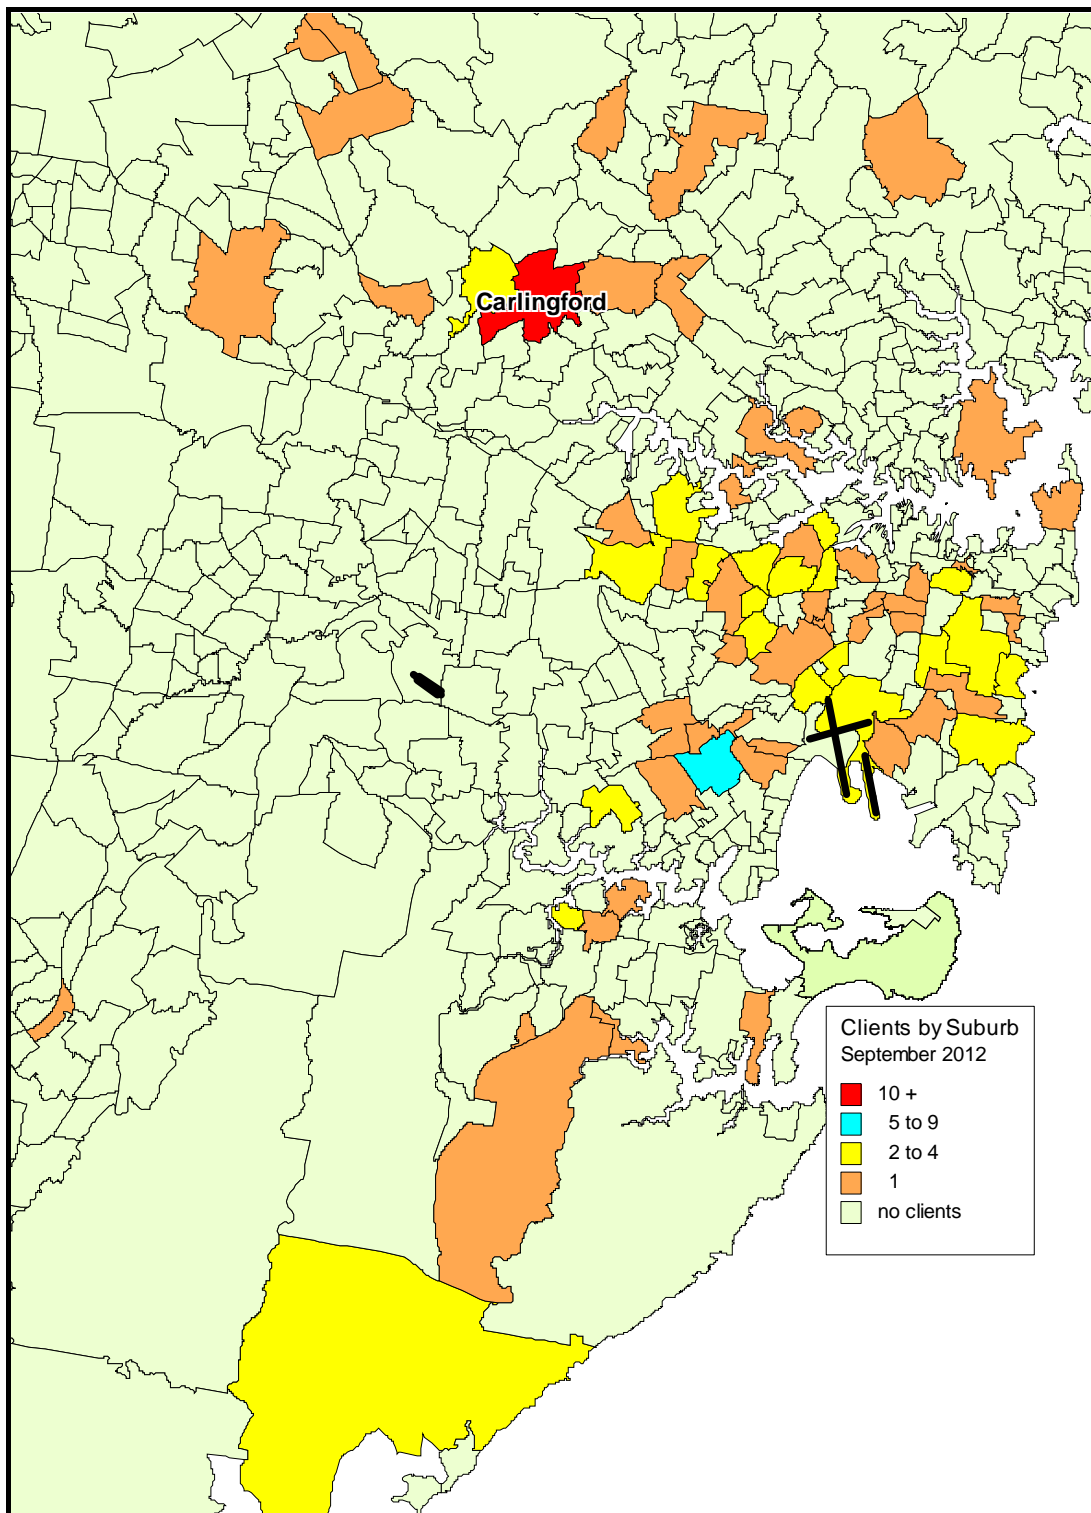 Carlingford
Clients by Suburb
September 2012
10 +
5 to 9
2 to 4
1
no clients